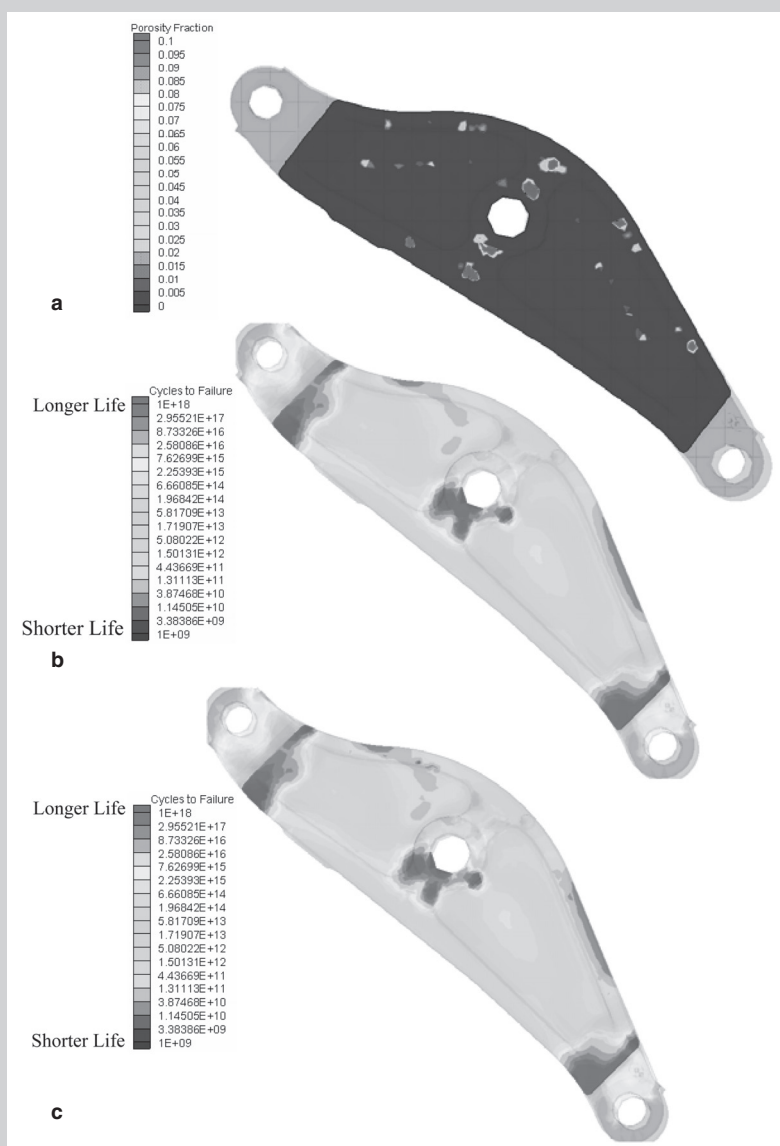 Porosity Fraction
0.1
0.095
0.09
0.085
0.08
0.075
0.07
0.065
0.06
0.055
0.05
0.045
0.04
0.035
0.03
0.025
0.02
0.015
0.01
0.005
0
a
Cycles to Failure
Longer Life
1E+18
2.95521E+17
8.73326E+16
2.58086E+16
7.62699E+15
2.25393E+15
6.66085E+14
1.96842E+14
5.81709E+13
1.71907E+13
5.08022E+12
1.50131E+12
4.43669E+11
1.31113E+11
3.87468E+10
1.14505E+10
3.38386E+09
Shorter Life
1E+09
b
Cycles to Failure
Longer Life
1E+18
2.95521E+17
8.73326E+16
2.58086E+16
7.62699E+15
2.25393E+15
6.66085E+14
1.96842E+14
5.81709E+13
1.71907E+13
5.08022E+12
1.50131E+12
4.43669E+11
1.31113E+11
3.87468E+10
1.14505E+10
3.38386E+09
Shorter Life
1E+09
c